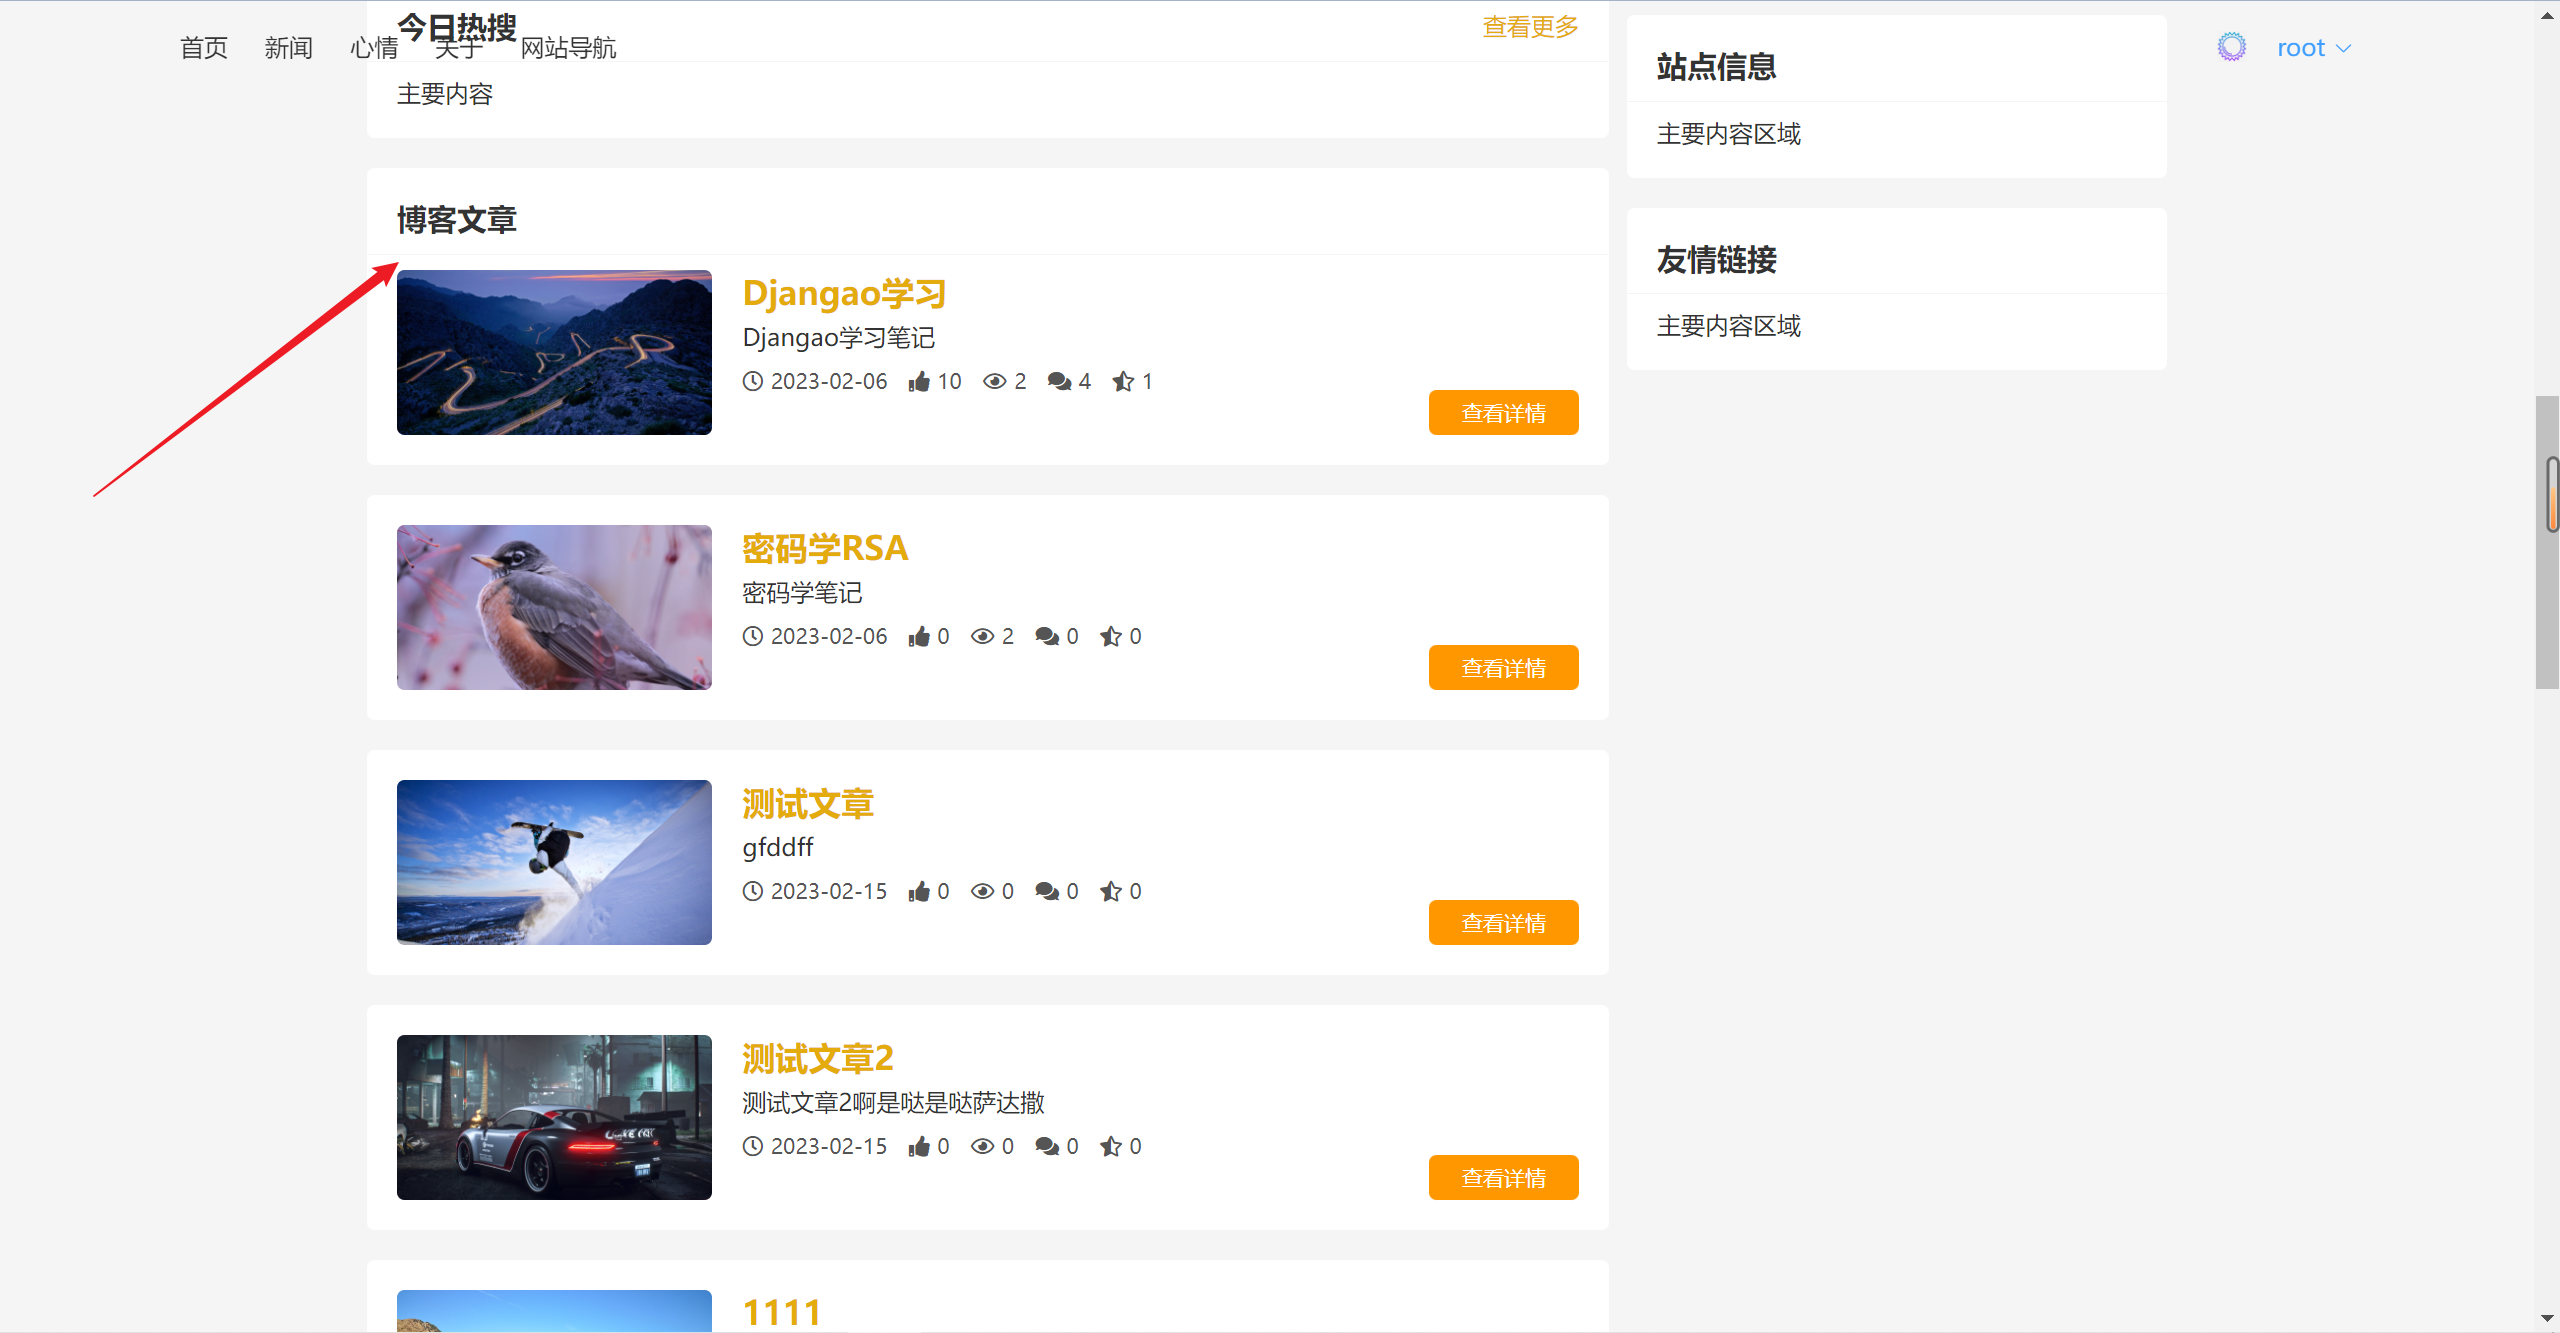 今日热搜
查看更多
首页 新闻 心情 关于 网站导航
root
主要内容
站点信息
主要内容区域
友情链接
主要内容区域
博客文章
Djangao学习
Djangao学习笔记
2023-02-06 10 2 4 1
查看详情
密码学RSA
密码学笔记
2023-02-06 0 2 0 0
查看详情
测试文章
gfddff
2023-02-15 0 0 0 0
查看详情
测试文章2
测试文章2啊是哒是哒萨达撒
2023-02-15 0 0 0 0
查看详情
1111